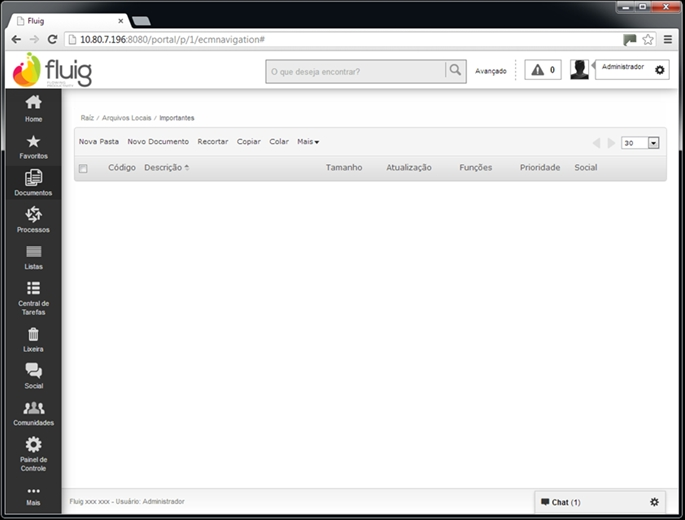 Fluig
10.80.7.196:8080/portal/p/1/ecmnavigation#
fluig
O que deseja encontrar?
Avançado
0
Administrador
Home
Favoritos
Documentos
Processos
Listas
Central de
Tarefas
Lixeira
Social
Comunidades
Painel de
Controle
Mais
Raíz / Arquivos Locais / Importantes
Nova Pasta Novo Documento Recortar Copiar Colar Mais
30
Código Descrição Tamanho Atualização Funções Prioridade Social
Fluig xxx xxx - Usuário: Administrador
Chat (1)